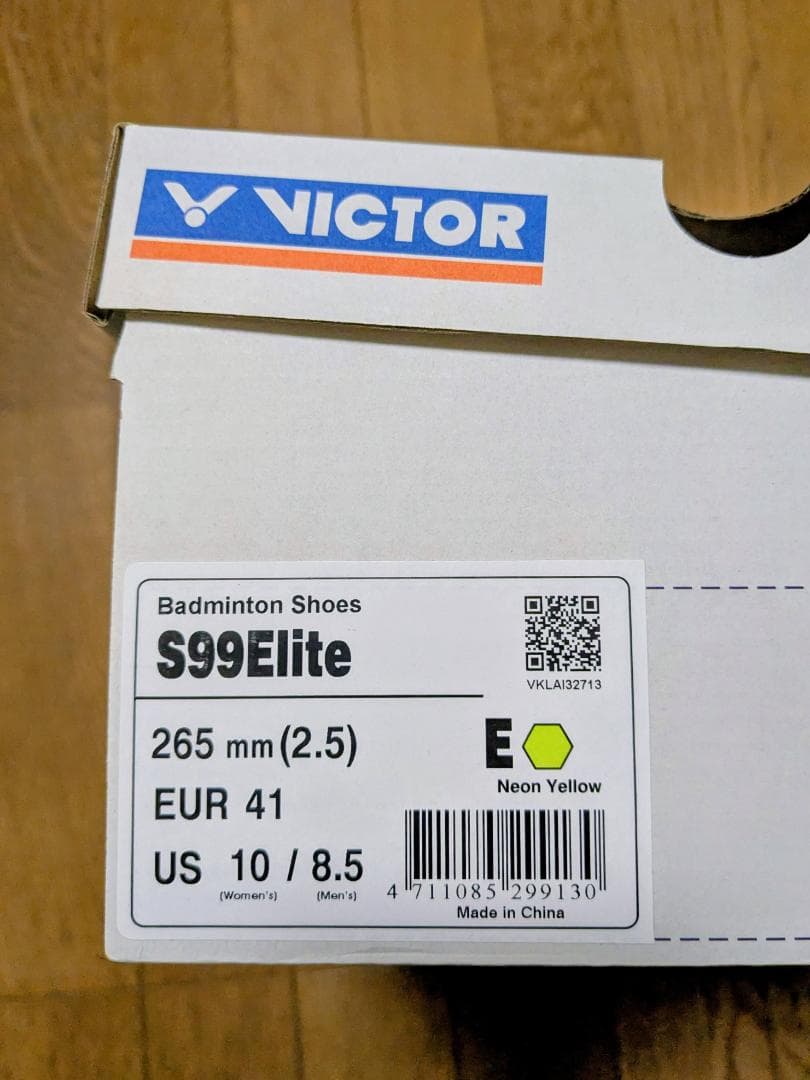 VICTOR
Badminton Shoes
S99Elite
VKLAI32713
265 mm (2.5)
E
Neon Yellow
EUR 41
US 10 / 8.5
(Women's) (Men's)
4 711085 299130
Made in China